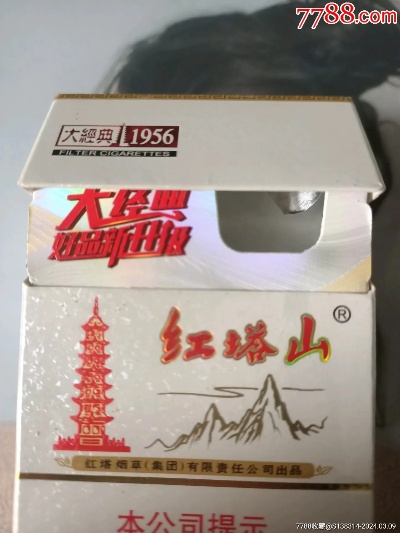 7788.com
大經典 1956
FILTER CIGARETTES
大经典
好品新升级
红塔山®
红塔烟草(集团)有限责任公司出品
本公司提示
7788收藏@S138314-2024.03.09